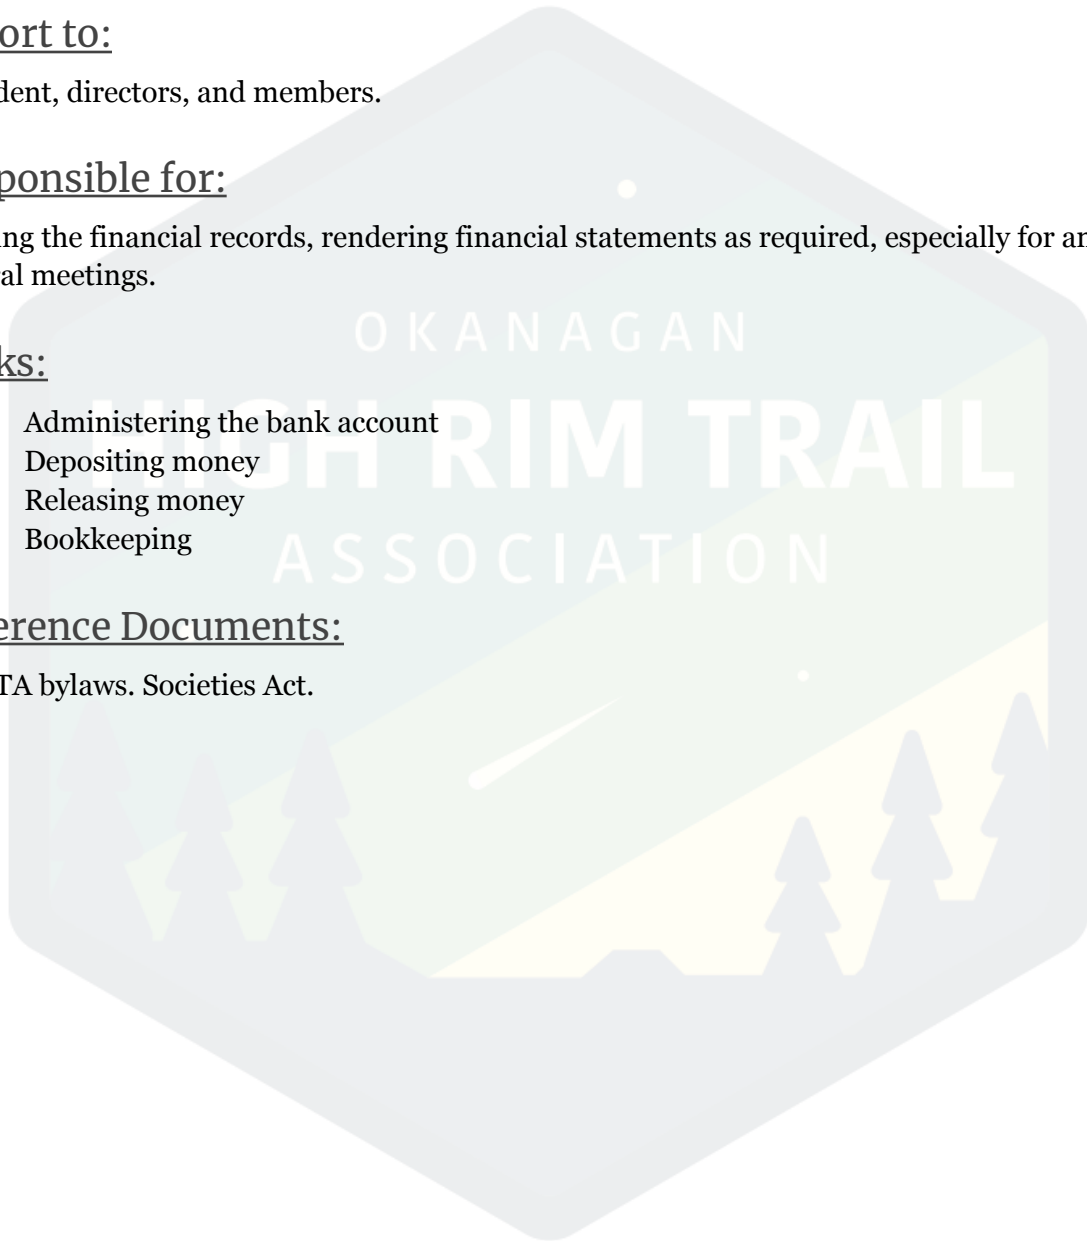 ort to:
dent, directors, and members.
ponsible for:
ing the financial records, rendering financial statements as required, especially for an
al meetings.
ks:
Administering the bank account
Depositing money
Releasing money
Bookkeeping
erence Documents:
TA bylaws. Societies Act.
OKANAGAN
HIGH RIM TRAIL
ASSOCIATION